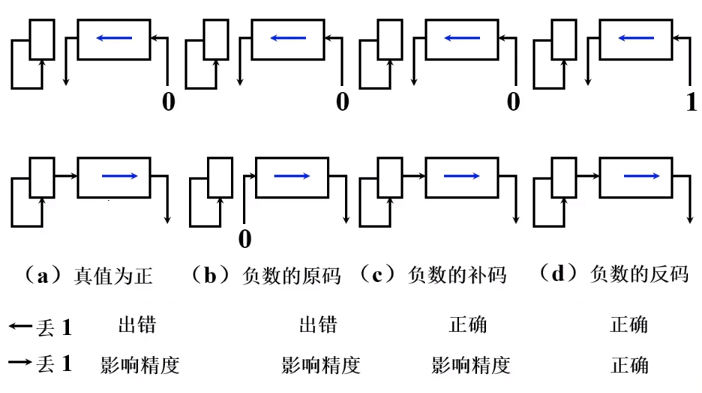 0 0 0 1
0
（a）真值为正 （b）负数的原码 （c）负数的补码 （d）负数的反码
←丢 1 出错 出错 正确 正确
→丢 1 影响精度 影响精度 影响精度 正确